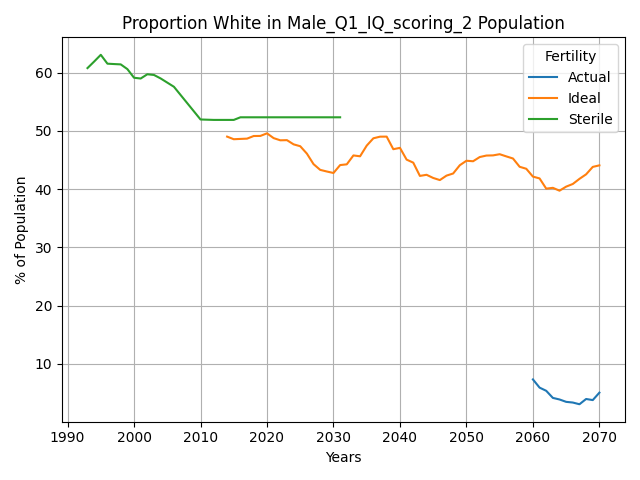 Proportion White in Male_Q1_IQ_scoring_2 Population
Fertility
Actual
Ideal
Sterile
% of Population
60
50
40
30
20
10
1990 2000 2010 2020 2030 2040 2050 2060 2070
Years